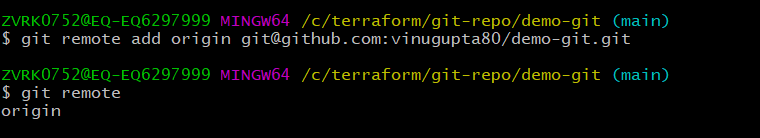 ZVRK0752@EQ-EQ6297999 MINGW64 /c/terraform/git-repo/demo-git (main)
$ git remote add origin git@github.com:vinugupta80/demo-git.git
ZVRK0752@EQ-EQ6297999 MINGW64 /c/terraform/git-repo/demo-git (main)
$ git remote
origin